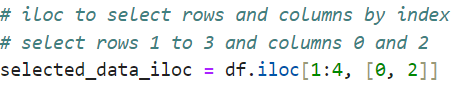 # iloc to select rows and columns by index
# select rows 1 to 3 and columns 0 and 2
selected_data_iloc = df.iloc[1:4, [0, 2]]